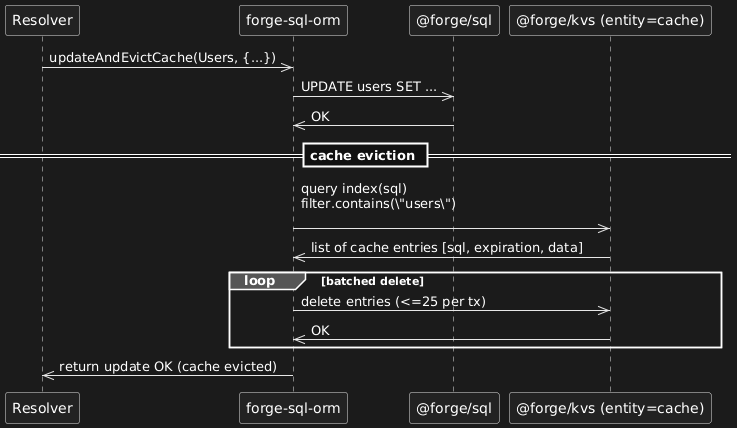 Resolver
forge-sql-orm
@forge/sql
@forge/kvs (entity=cache)
updateAndEvictCache(Users, {...})
UPDATE users SET ...
OK
cache eviction
query index(sql)
filter.contains(\"users\")
list of cache entries [sql, expiration, data]
loop
[batched delete]
delete entries (<=25 per tx)
OK
return update OK (cache evicted)
Resolver
forge-sql-orm
@forge/sql
@forge/kvs (entity=cache)